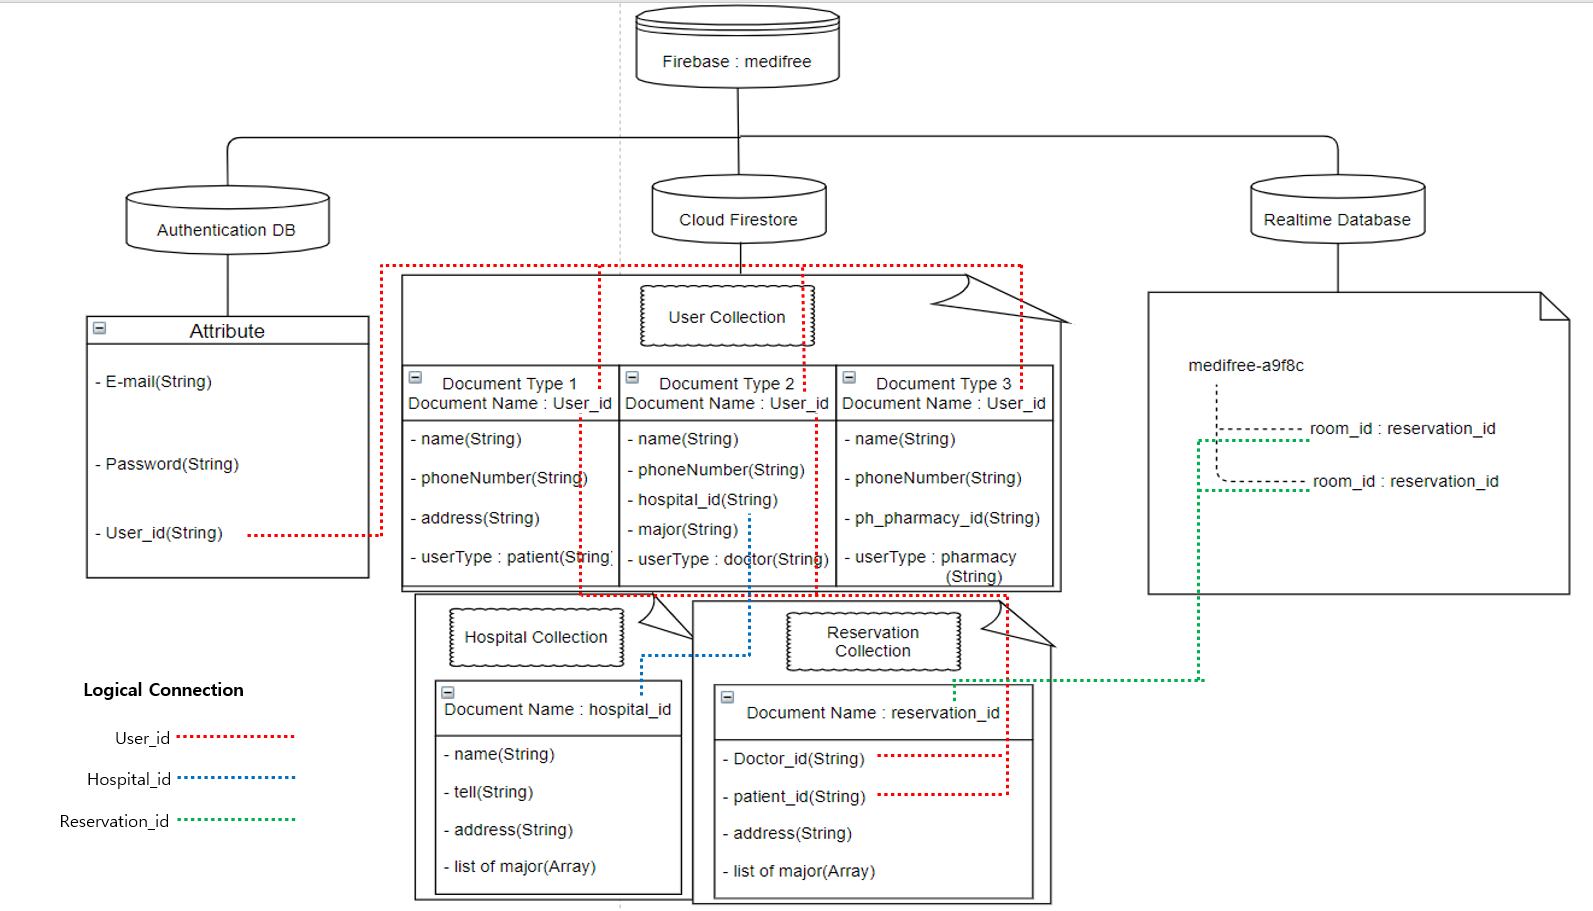 Firebase : medifree
Authentication DB
Cloud Firestore
Realtime Database
Attribute
- E-mail(String)
- Password(String)
- User_id(String)
User Collection
Document Type 1
Document Name : User_id
- name(String)
- phoneNumber(String)
- address(String)
- userType : patient(String)
Document Type 2
Document Name : User_id
- name(String)
- phoneNumber(String)
- hospital_id(String)
- major(String)
- userType : doctor(String)
Document Type 3
Document Name : User_id
- name(String)
- phoneNumber(String)
- ph_pharmacy_id(String)
- userType : pharmacy
(String)
medifree-a9f8c
room_id : reservation_id
room_id : reservation_id
Hospital Collection
Document Name : hospital_id
- name(String)
- tell(String)
- address(String)
- list of major(Array)
Reservation
Collection
Document Name : reservation_id
- Doctor_id(String)
- patient_id(String)
- address(String)
- list of major(Array)
Logical Connection
User_id
Hospital_id
Reservation_id